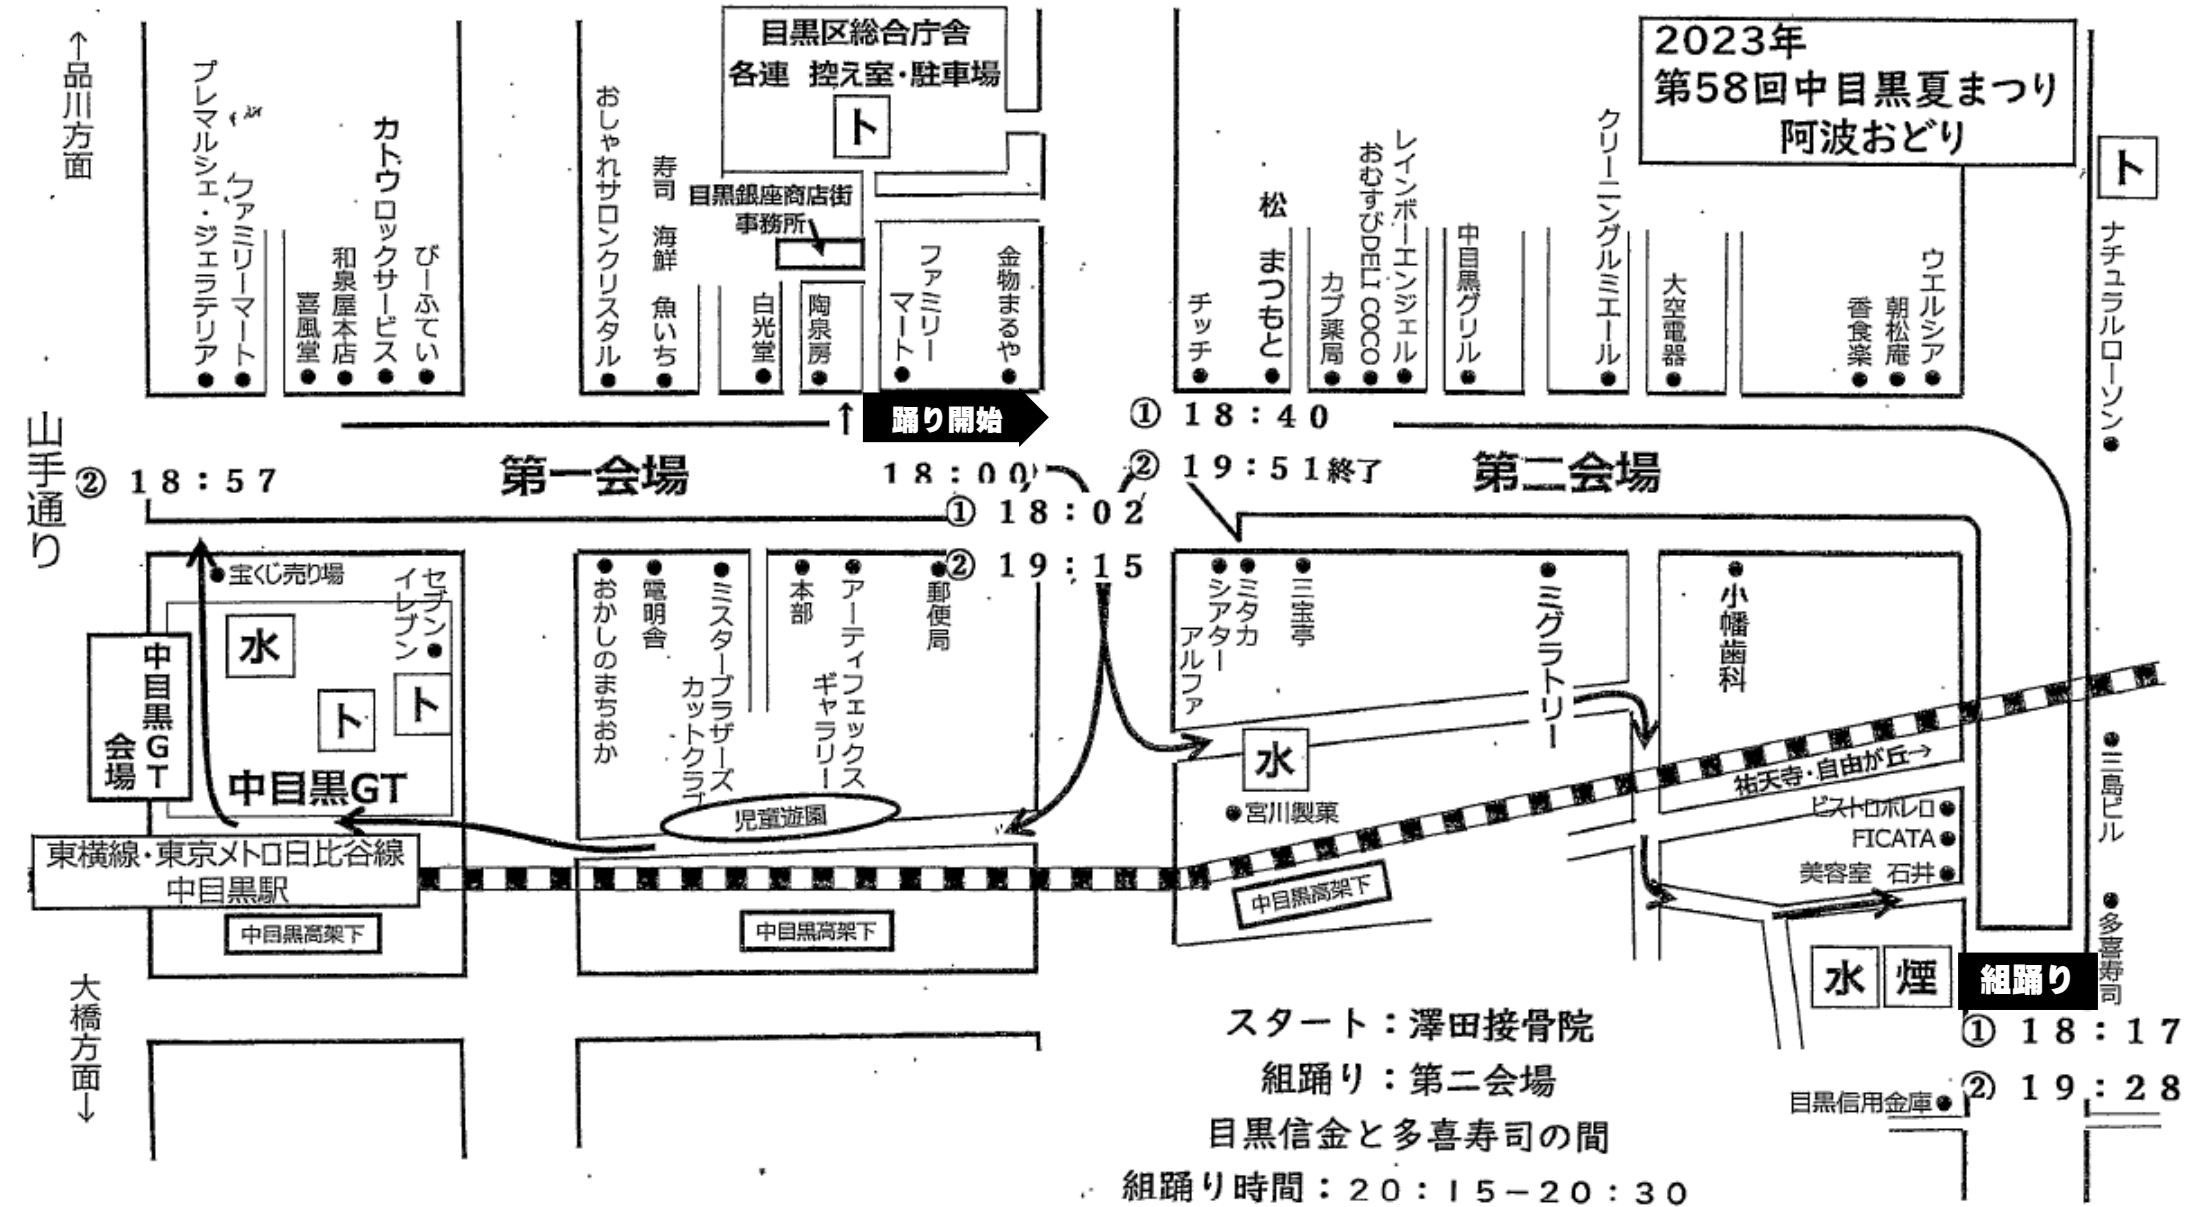 2023年
第58回中目黒夏まつり
阿波おどり
目黒区総合庁舎
各連 控え室・駐車場
ト
目黒銀座商店街
事務所
↑品川方面
山手通り
大橋方面↓
プレマルシェ・ジェラテリア
ファミリーマート
喜風堂
和泉屋本店
カトウロックサービス
びーふてい
おしゃれサロンクリスタル
寿司 海鮮 魚いち
白光堂
陶泉房
ファミリー
マート
金物まるや
チッチ
松 まつもと
カブ薬局
おむすびDELI COCO
レインボーエンジェル
中目黒グリル
クリーニングルミエール
大空電器
香食楽
朝松庵
ウエルシア
ト
ナチュラルローソン
↑
踊り開始
① 18:40
② 19:51終了
② 18:57
第一会場
18:00
第二会場
① 18:02
② 19:15
宝くじ売り場
セブン
イレブン
水
ト
ト
中目黒GT
会場
中目黒GT
おかしのまちおか
電明舎
ミスターブラザーズ
カットクラブ
本部
アーティフェックス
ギャラリー
郵便局
児童遊園
ミタカ
シアター
アルファ
三宝亭
ミグラトリー
小幡歯科
水
宮川製菓
祐天寺・自由が丘→
ビストロボレロ
FICATA
美容室 石井
三島ビル
多喜寿司
東横線・東京メトロ日比谷線
中目黒駅
中目黒高架下
中目黒高架下
中目黒高架下
水
煙
組踊り
① 18:17
② 19:28
目黒信用金庫
スタート：澤田接骨院
組踊り：第二会場
目黒信金と多喜寿司の間
組踊り時間：20：15－20：30